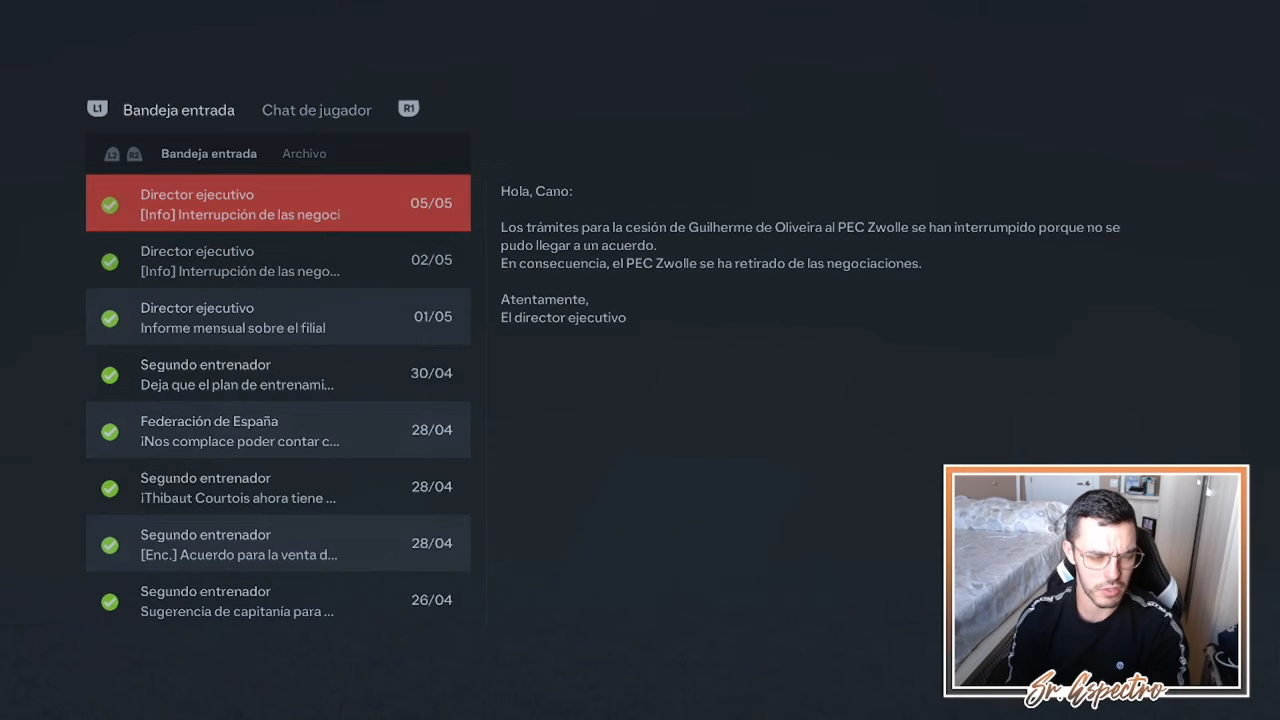 L1 Bandeja entrada Chat de jugador R1
L2 R2 Bandeja entrada Archivo
Director ejecutivo
[Info] Interrupción de las negoci
05/05
Director ejecutivo
[Info] Interrupción de las nego...
02/05
Director ejecutivo
Informe mensual sobre el filial
01/05
Segundo entrenador
Deja que el plan de entrenami...
30/04
Federación de España
¡Nos complace poder contar c...
28/04
Segundo entrenador
¡Thibaut Courtois ahora tiene ...
28/04
Segundo entrenador
[Enc.] Acuerdo para la venta d...
28/04
Segundo entrenador
Sugerencia de capitanía para ...
26/04
Hola, Cano:
Los trámites para la cesión de Guilherme de Oliveira al PEC Zwolle se han interrumpido porque no se
pudo llegar a un acuerdo.
En consecuencia, el PEC Zwolle se ha retirado de las negociaciones.
Atentamente,
El director ejecutivo
Sr. Espectro